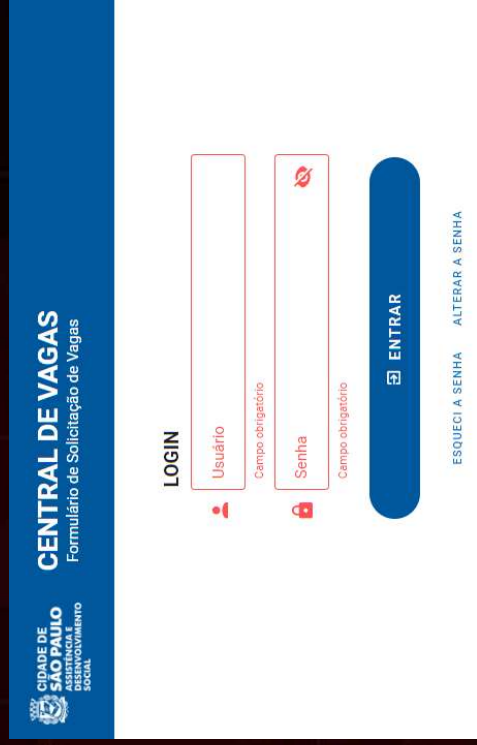 CIDADE DE
SÃO PAULO
ASSISTÊNCIA E
DESENVOLVIMENTO
SOCIAL
CENTRAL DE VAGAS
Formulário de Solicitação de Vagas
LOGIN
Usuário
Campo obrigatório
Senha
Campo obrigatório
ENTRAR
ESQUECI A SENHA ALTERAR A SENHA